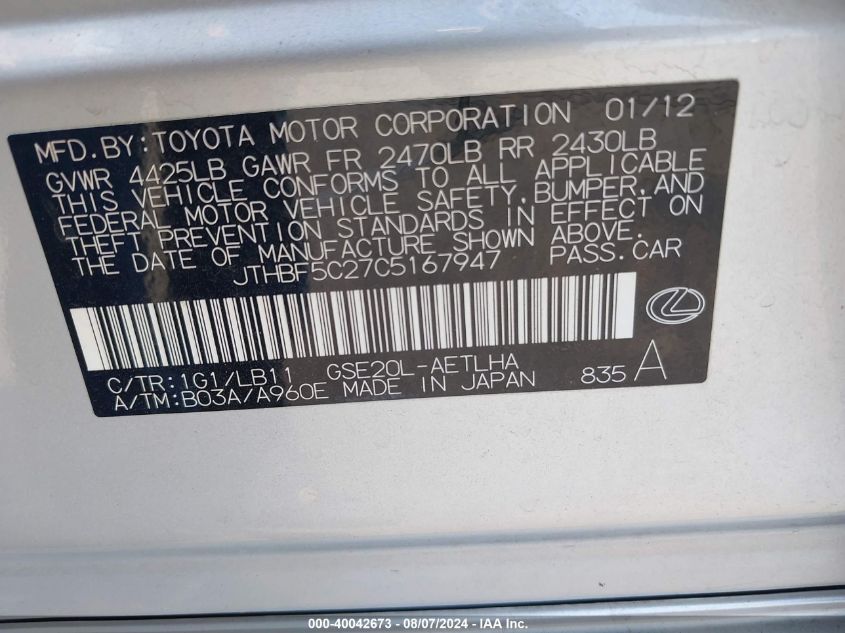 MFD. BY: TOYOTA MOTOR CORPORATION 01/12
GVWR 4425LB GAWR FR 2470LB RR 2430LB
THIS VEHICLE CONFORMS TO ALL APPLICABLE
FEDERAL MOTOR VEHICLE SAFETY, BUMPER, AND
THEFT PREVENTION STANDARDS IN EFFECT ON
THE DATE OF MANUFACTURE SHOWN ABOVE.
JTHBF5C27C5167947 PASS. CAR
C/TR: 1G1/LB11 GSE20L-AETLHA
A/TM: B03A/A960E MADE IN JAPAN 835 A
000-40042673 - 08/07/2024 - IAA Inc.